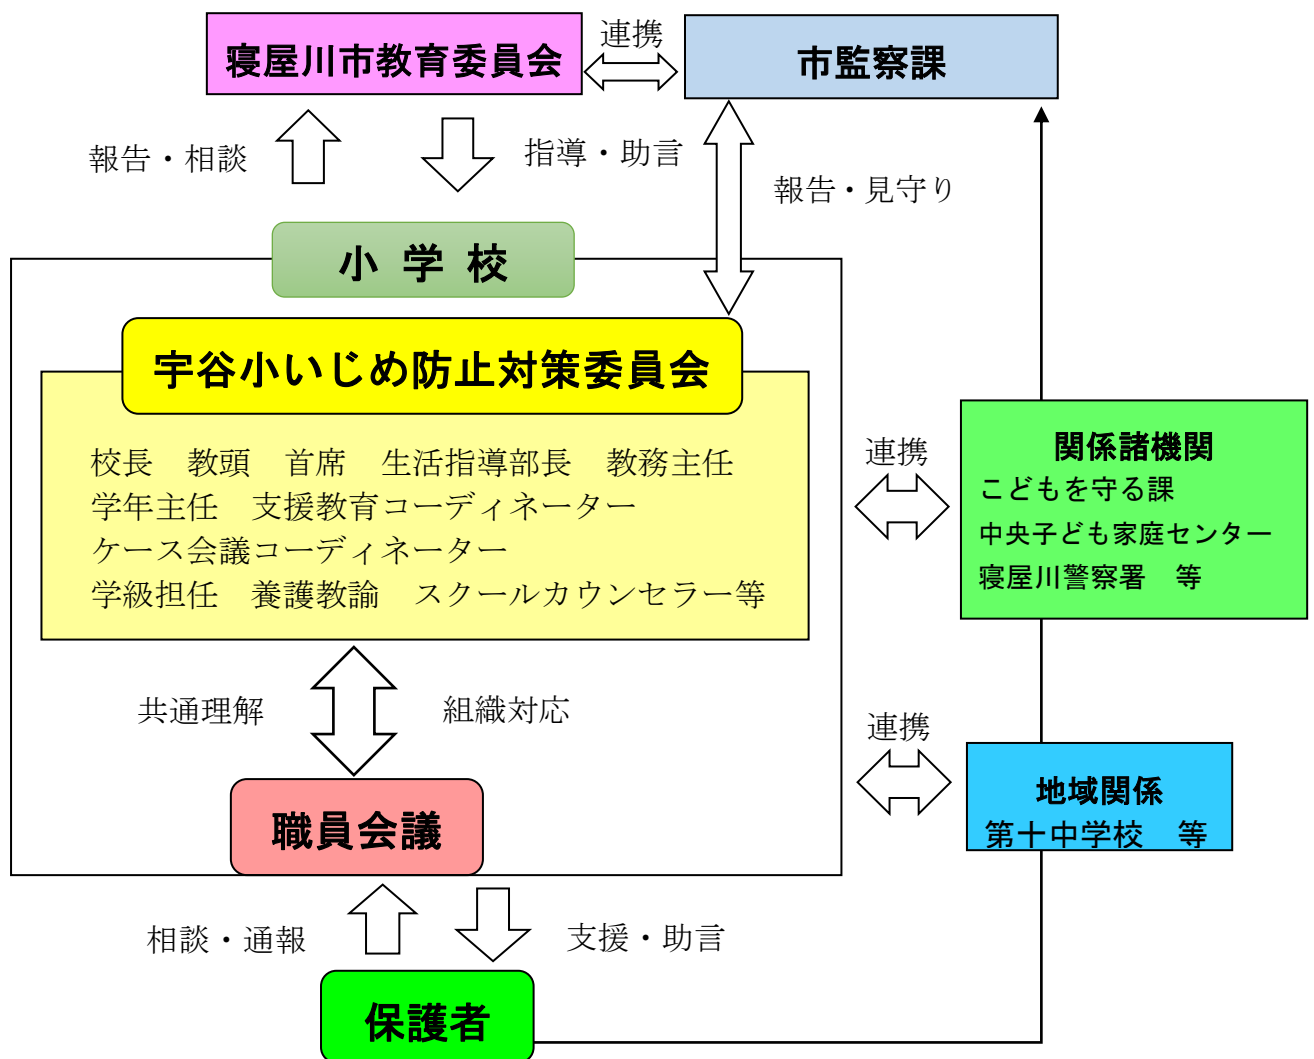 寝屋川市教育委員会
連携
市監察課
報告・相談
指導・助言
報告・見守り
小 学 校
宇谷小いじめ防止対策委員会
校長　教頭　首席　生活指導部長　教務主任
学年主任　支援教育コーディネーター
ケース会議コーディネーター
学級担任　養護教諭　スクールカウンセラー等
連携
関係諸機関
こどもを守る課
中央子ども家庭センター
寝屋川警察署　等
共通理解
組織対応
連携
地域関係
第十中学校　等
職員会議
相談・通報
支援・助言
保護者